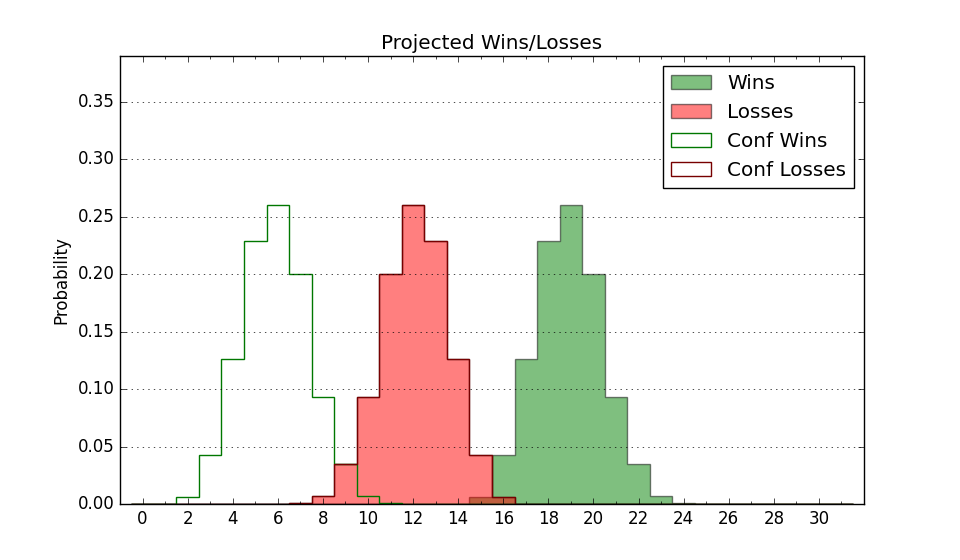 Projected Wins/Losses
Wins
Losses
Conf Wins
Conf Losses
Probability
0.35
0.30
0.25
0.20
0.15
0.10
0.05
0.00
0 2 4 6 8 10 12 14 16 18 20 22 24 26 28 30